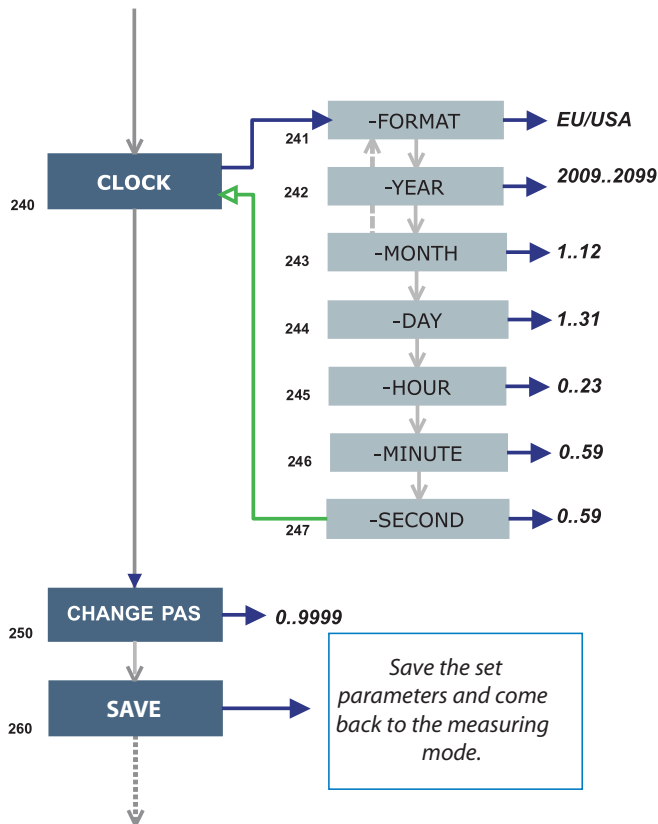 -FORMAT
EU/USA
241
CLOCK
240
-YEAR
2009..2099
242
-MONTH
1..12
243
-DAY
1..31
244
-HOUR
0..23
245
-MINUTE
0..59
246
-SECOND
0..59
247
CHANGE PAS
0..9999
250
SAVE
260
Save the set
parameters and come
back to the measuring
mode.